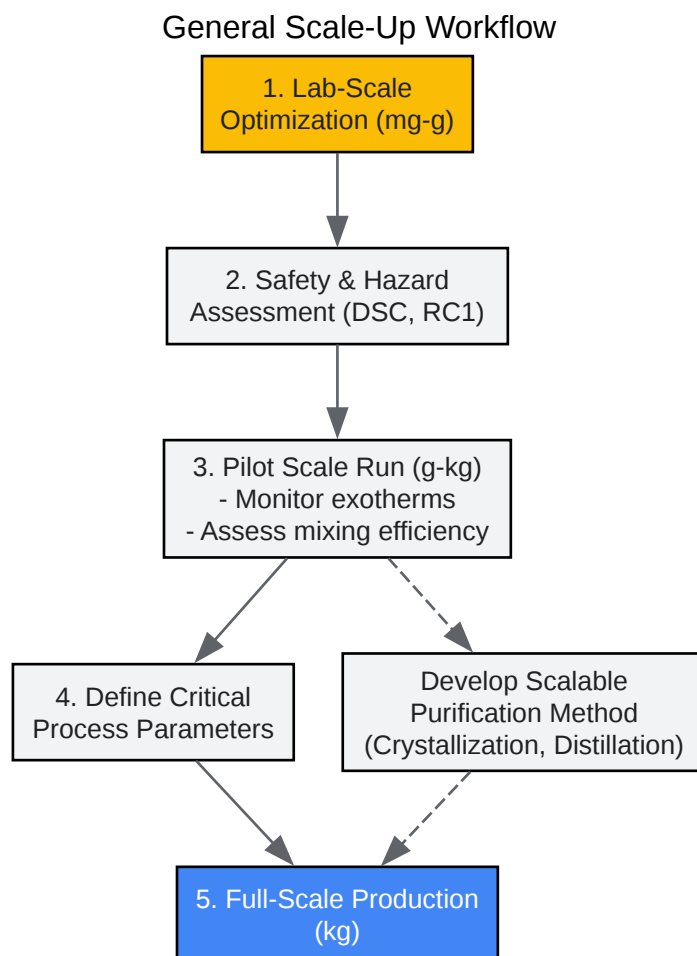 General Scale-Up Workflow
1. Lab-Scale
Optimization (mg-g)
2. Safety & Hazard
Assessment (DSC, RC1)
3. Pilot Scale Run (g-kg)
- Monitor exotherms
- Assess mixing efficiency
4. Define Critical
Process Parameters
Develop Scalable
Purification Method
(Crystallization, Distillation)
5. Full-Scale Production
(kg)